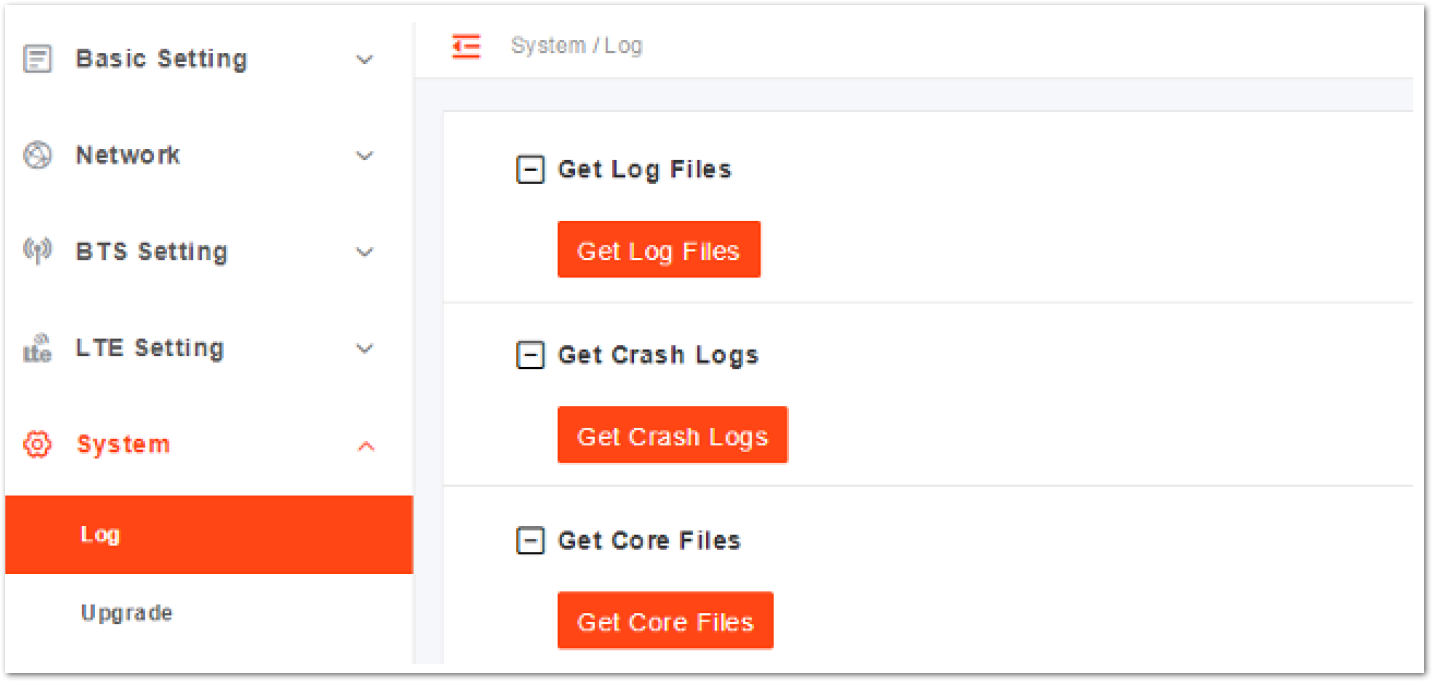 Basic Setting
Network
BTS Setting
LTE Setting
System
Log
Upgrade
System / Log
Get Log Files
Get Log Files
Get Crash Logs
Get Crash Logs
Get Core Files
Get Core Files
lte